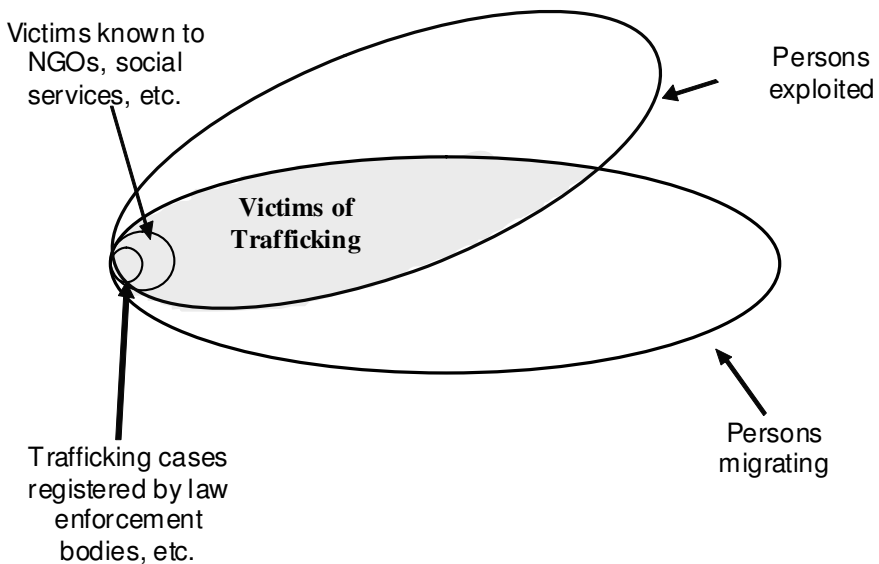 Victims known to
NGOs, social
services, etc.
Persons
exploited
Victims of
Trafficking
Persons
migrating
Trafficking cases
registered by law
enforcement
bodies, etc.